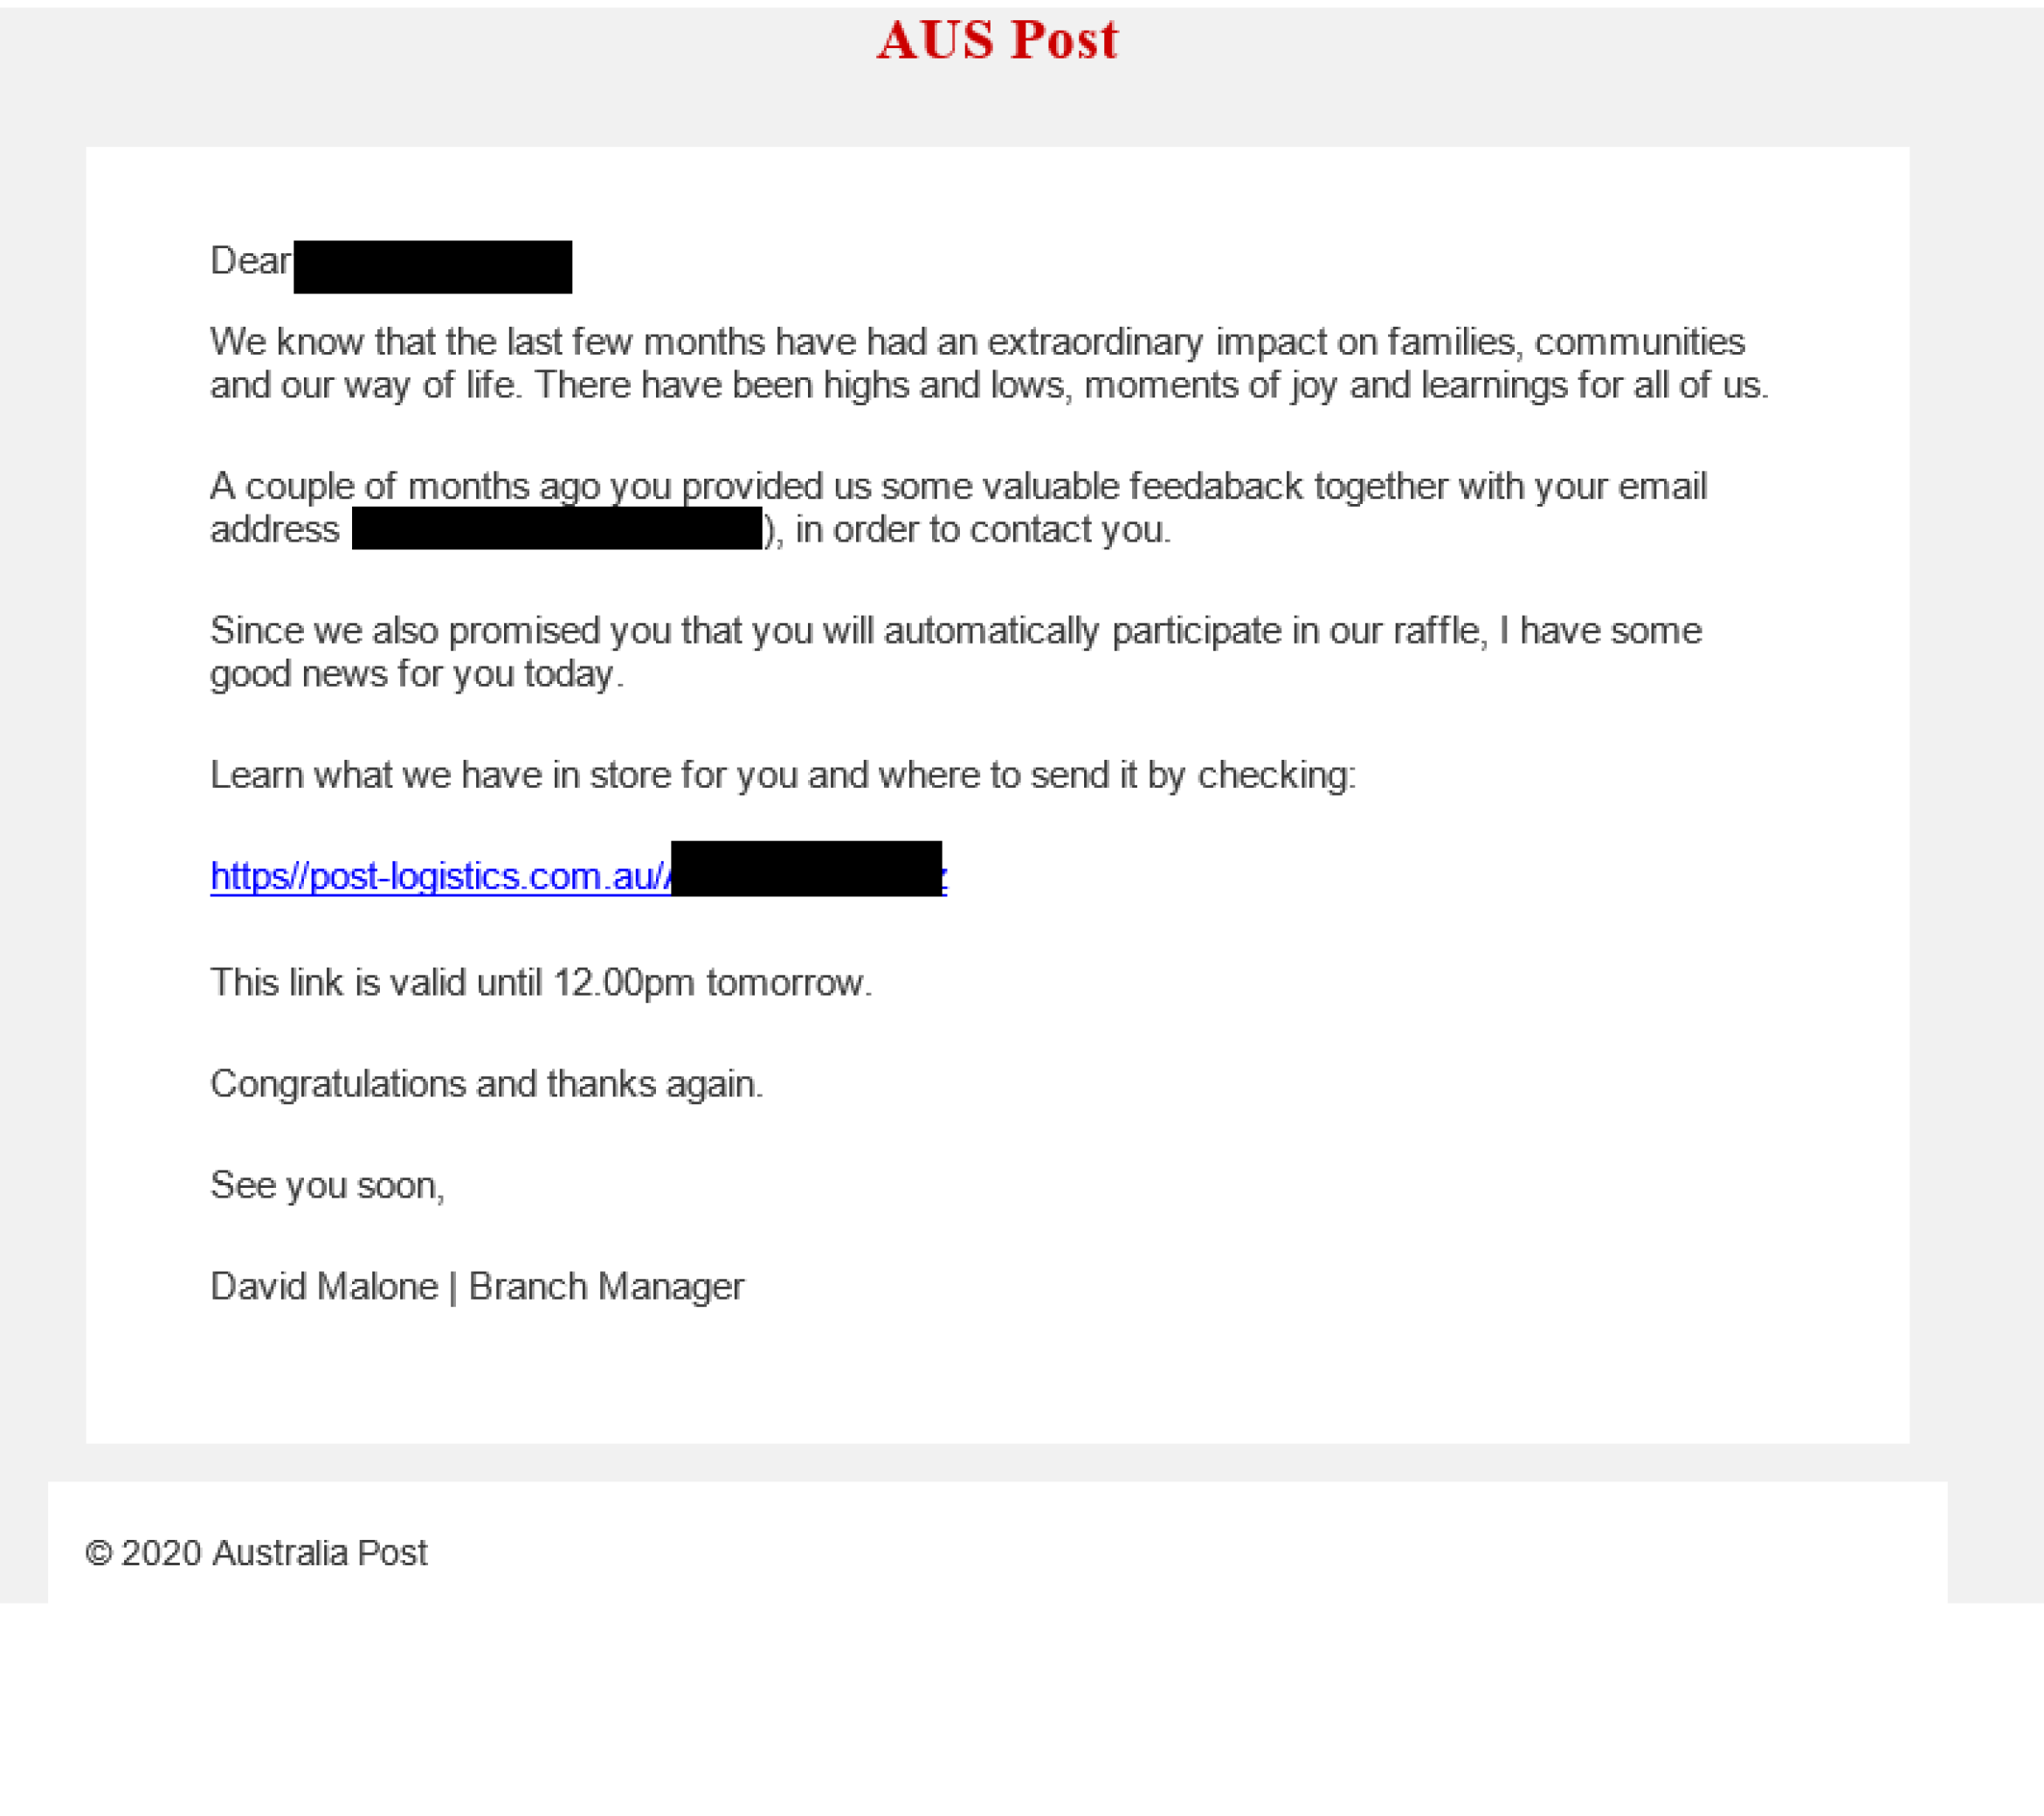 AUS Post
Dear
We know that the last few months have had an extraordinary impact on families, communities
and our way of life. There have been highs and lows, moments of joy and learnings for all of us.
A couple of months ago you provided us some valuable feedaback together with your email
address ), in order to contact you.
Since we also promised you that you will automatically participate in our raffle, I have some
good news for you today.
Learn what we have in store for you and where to send it by checking:
https//post-logistics.com.au/
This link is valid until 12.00pm tomorrow.
Congratulations and thanks again.
See you soon,
David Malone | Branch Manager
© 2020 Australia Post